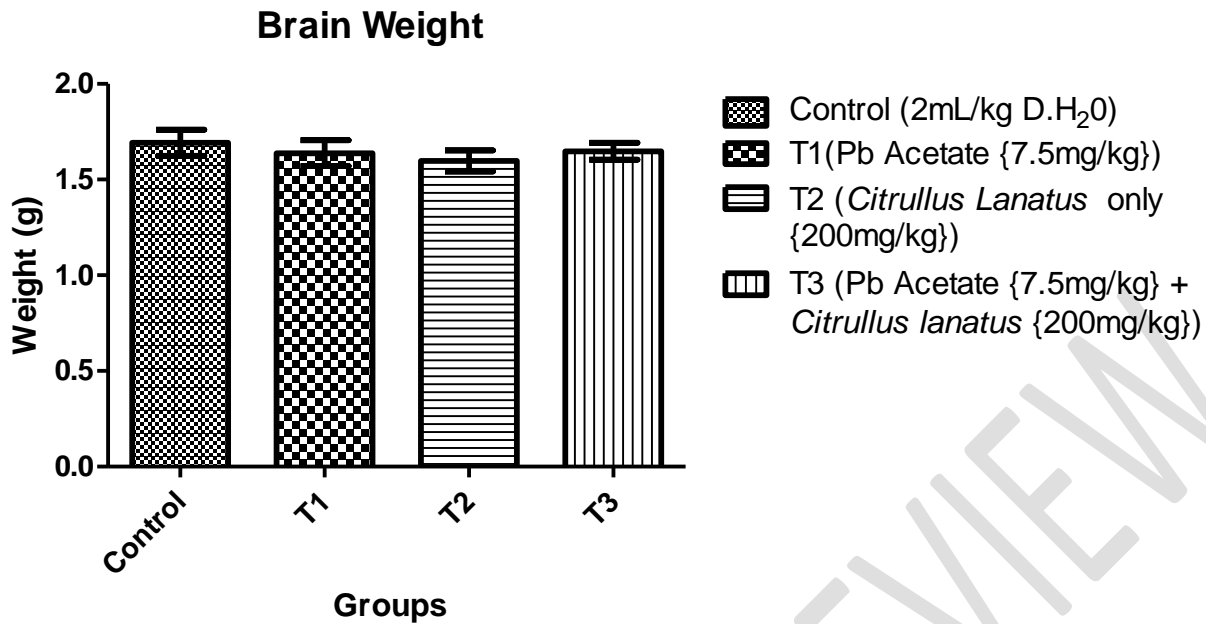 Brain Weight
2.0
1.5
1.0
0.5
0.0
Weight (g)
Control
T1
T2
T3
Groups
Control (2mL/kg D.H₂0)
T1(Pb Acetate {7.5mg/kg})
T2 (Citrullus Lanatus only
{200mg/kg})
T3 (Pb Acetate {7.5mg/kg} +
Citrullus lanatus {200mg/kg})
EVIEW